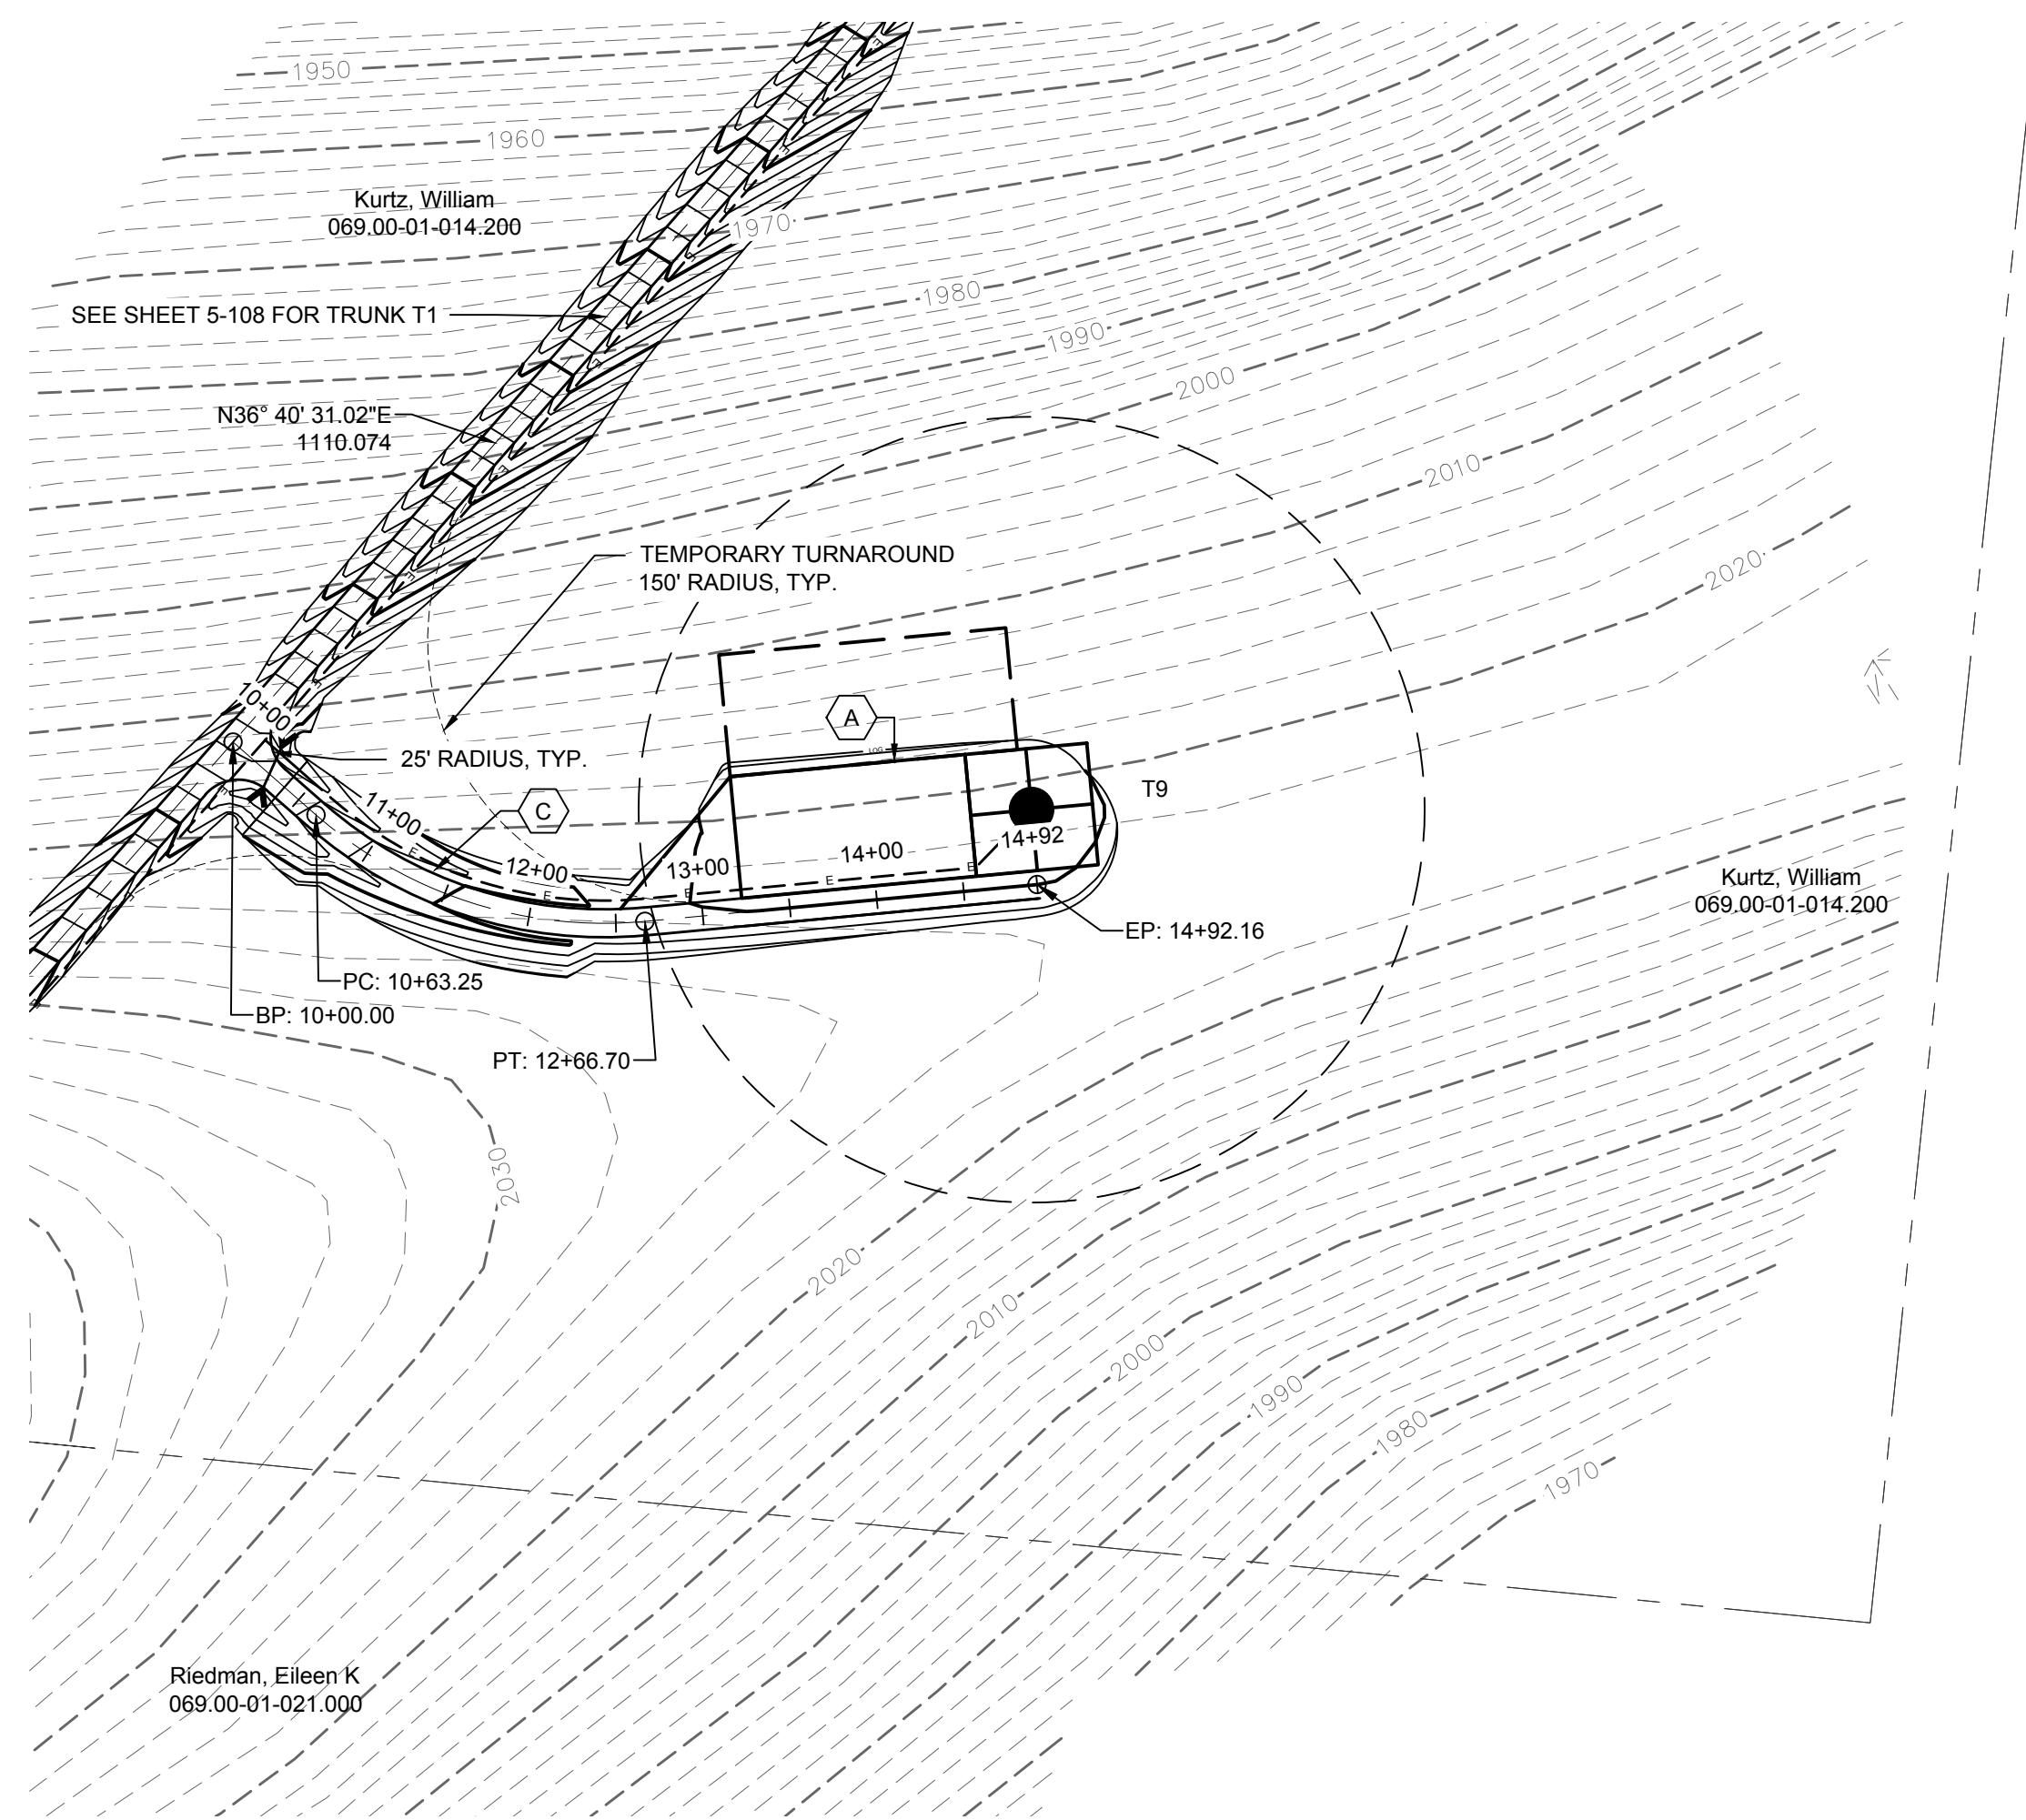 1950
1960
Kurtz, William
069.00-01-014.200
1970
1980
SEE SHEET 5-108 FOR TRUNK T1
1990
2000
N36° 40' 31.02"E
1110.074
2010
TEMPORARY TURNAROUND
150' RADIUS, TYP.
2020
10+00
A
LOG
25' RADIUS, TYP.
T9
11+00
C
14+92
14+00
13+00
12+00
E
E
E
E
E
Kurtz, William
069.00-01-014.200
EP: 14+92.16
PC: 10+63.25
BP: 10+00.00
PT: 12+66.70
2030
2020
2010
2000
1990
1980
1970
N
Riedman, Eileen K
069.00-01-021.000